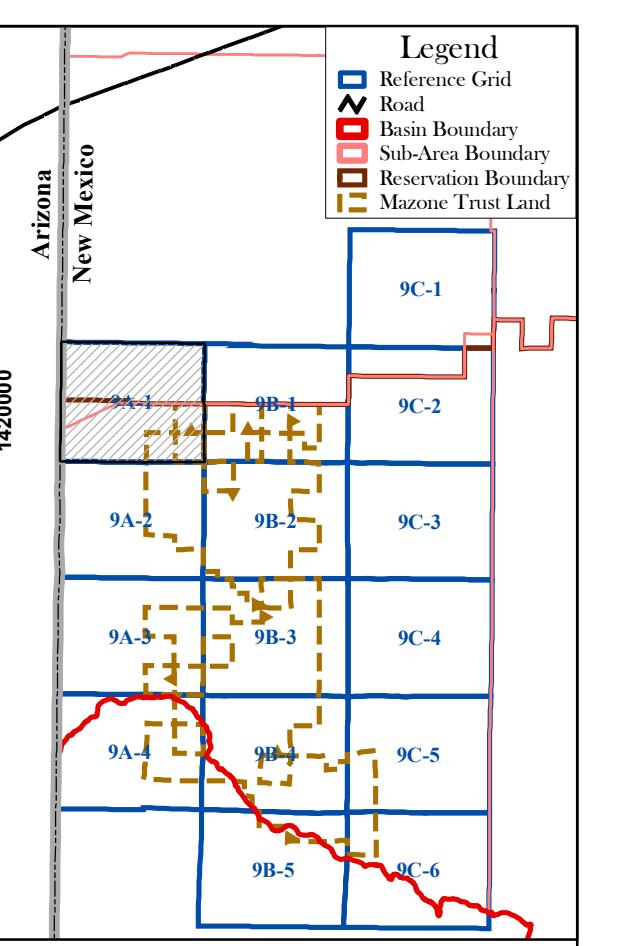 Legend
Reference Grid
Road
Basin Boundary
Sub-Area Boundary
Reservation Boundary
Mazone Trust Land
Arizona
New Mexico
1420000
9C-1
9A-1
9B-1
9C-2
9A-2
9B-2
9C-3
9A-3
9B-3
9C-4
9A-4
9B-4
9C-5
9B-5
9C-6